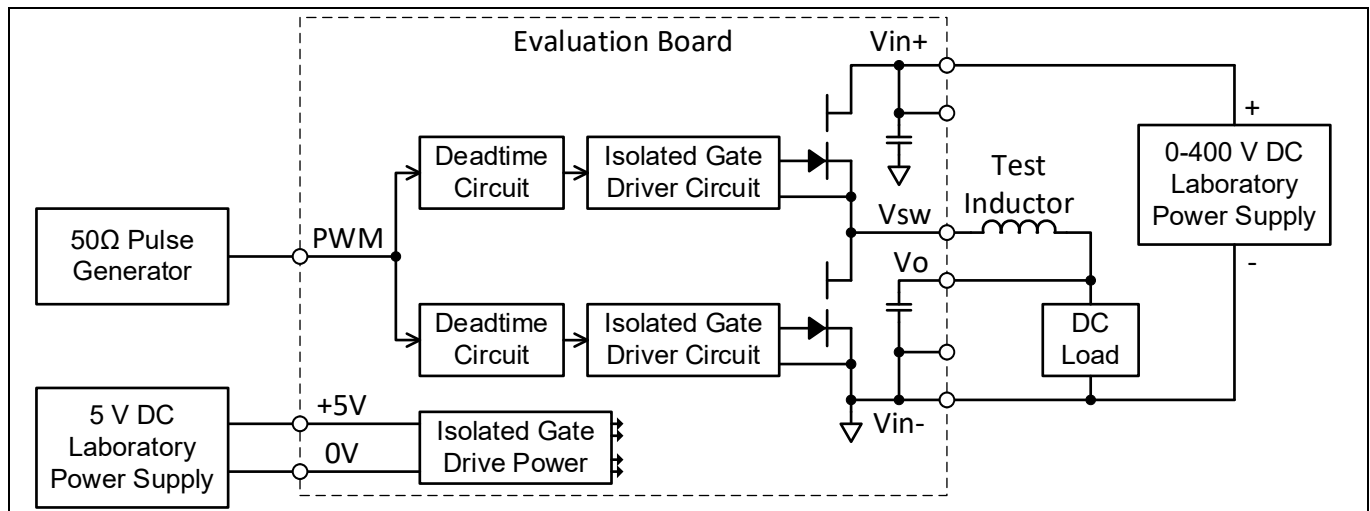 Evaluation Board
Vin+
Deadtime
Circuit
Isolated Gate
Driver Circuit
+
0-400 V DC
Laboratory
Power Supply
-
Test
Inductor
50Ω Pulse
Generator
PWM
Vsw
Vo
Deadtime
Circuit
Isolated Gate
Driver Circuit
DC
Load
5 V DC
Laboratory
Power Supply
+5V
0V
Isolated Gate
Drive Power
Vin-